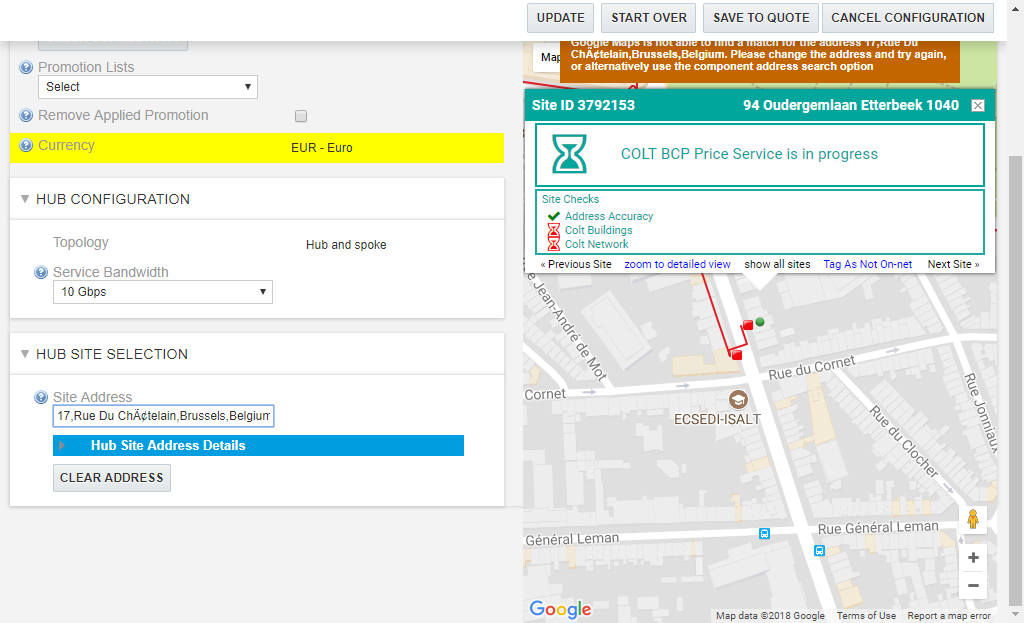 UPDATE
START OVER
SAVE TO QUOTE
CANCEL CONFIGURATION
Promotion Lists
Select
Remove Applied Promotion
Currency
EUR - Euro
HUB CONFIGURATION
Topology
Hub and spoke
Service Bandwidth
10 Gbps
HUB SITE SELECTION
Site Address
17,Rue Du ChÃ¢telain,Brussels,Belgium
Hub Site Address Details
CLEAR ADDRESS
Map
Google Maps is not able to find a match for the address 17,Rue Du
ChÃ¢telain,Brussels,Belgium. Please change the address and try again,
or alternatively use the component address search option
Site ID 3792153
94 Oudergemlaan Etterbeek 1040
COLT BCP Price Service is in progress
Site Checks
Address Accuracy
Colt Buildings
Colt Network
« Previous Site
zoom to detailed view
show all sites
Tag As Not On-net
Next Site »
Rue Jean-André de Mot
Rue du Cornet
Cornet
ECSEDI-ISALT
Rue Jonniaux
Rue du Clocher
Rue Général Leman
Général Leman
Google
Map data ©2018 Google
Terms of Use
Report a map error